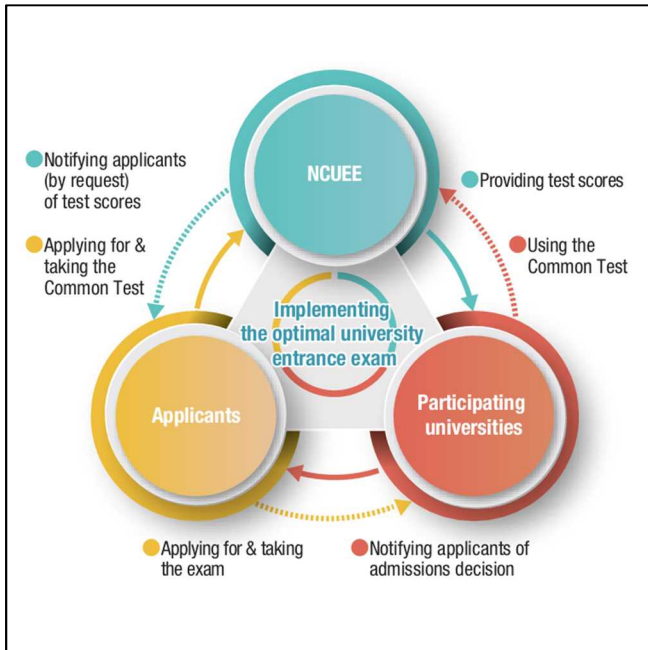 NCUEE
Notifying applicants
(by request)
of test scores
Providing test scores
Applying for &
taking the
Common Test
Using the
Common Test
Implementing
the optimal university
entrance exam
Applicants
Participating
universities
Applying for & taking
the exam
Notifying applicants of
admissions decision